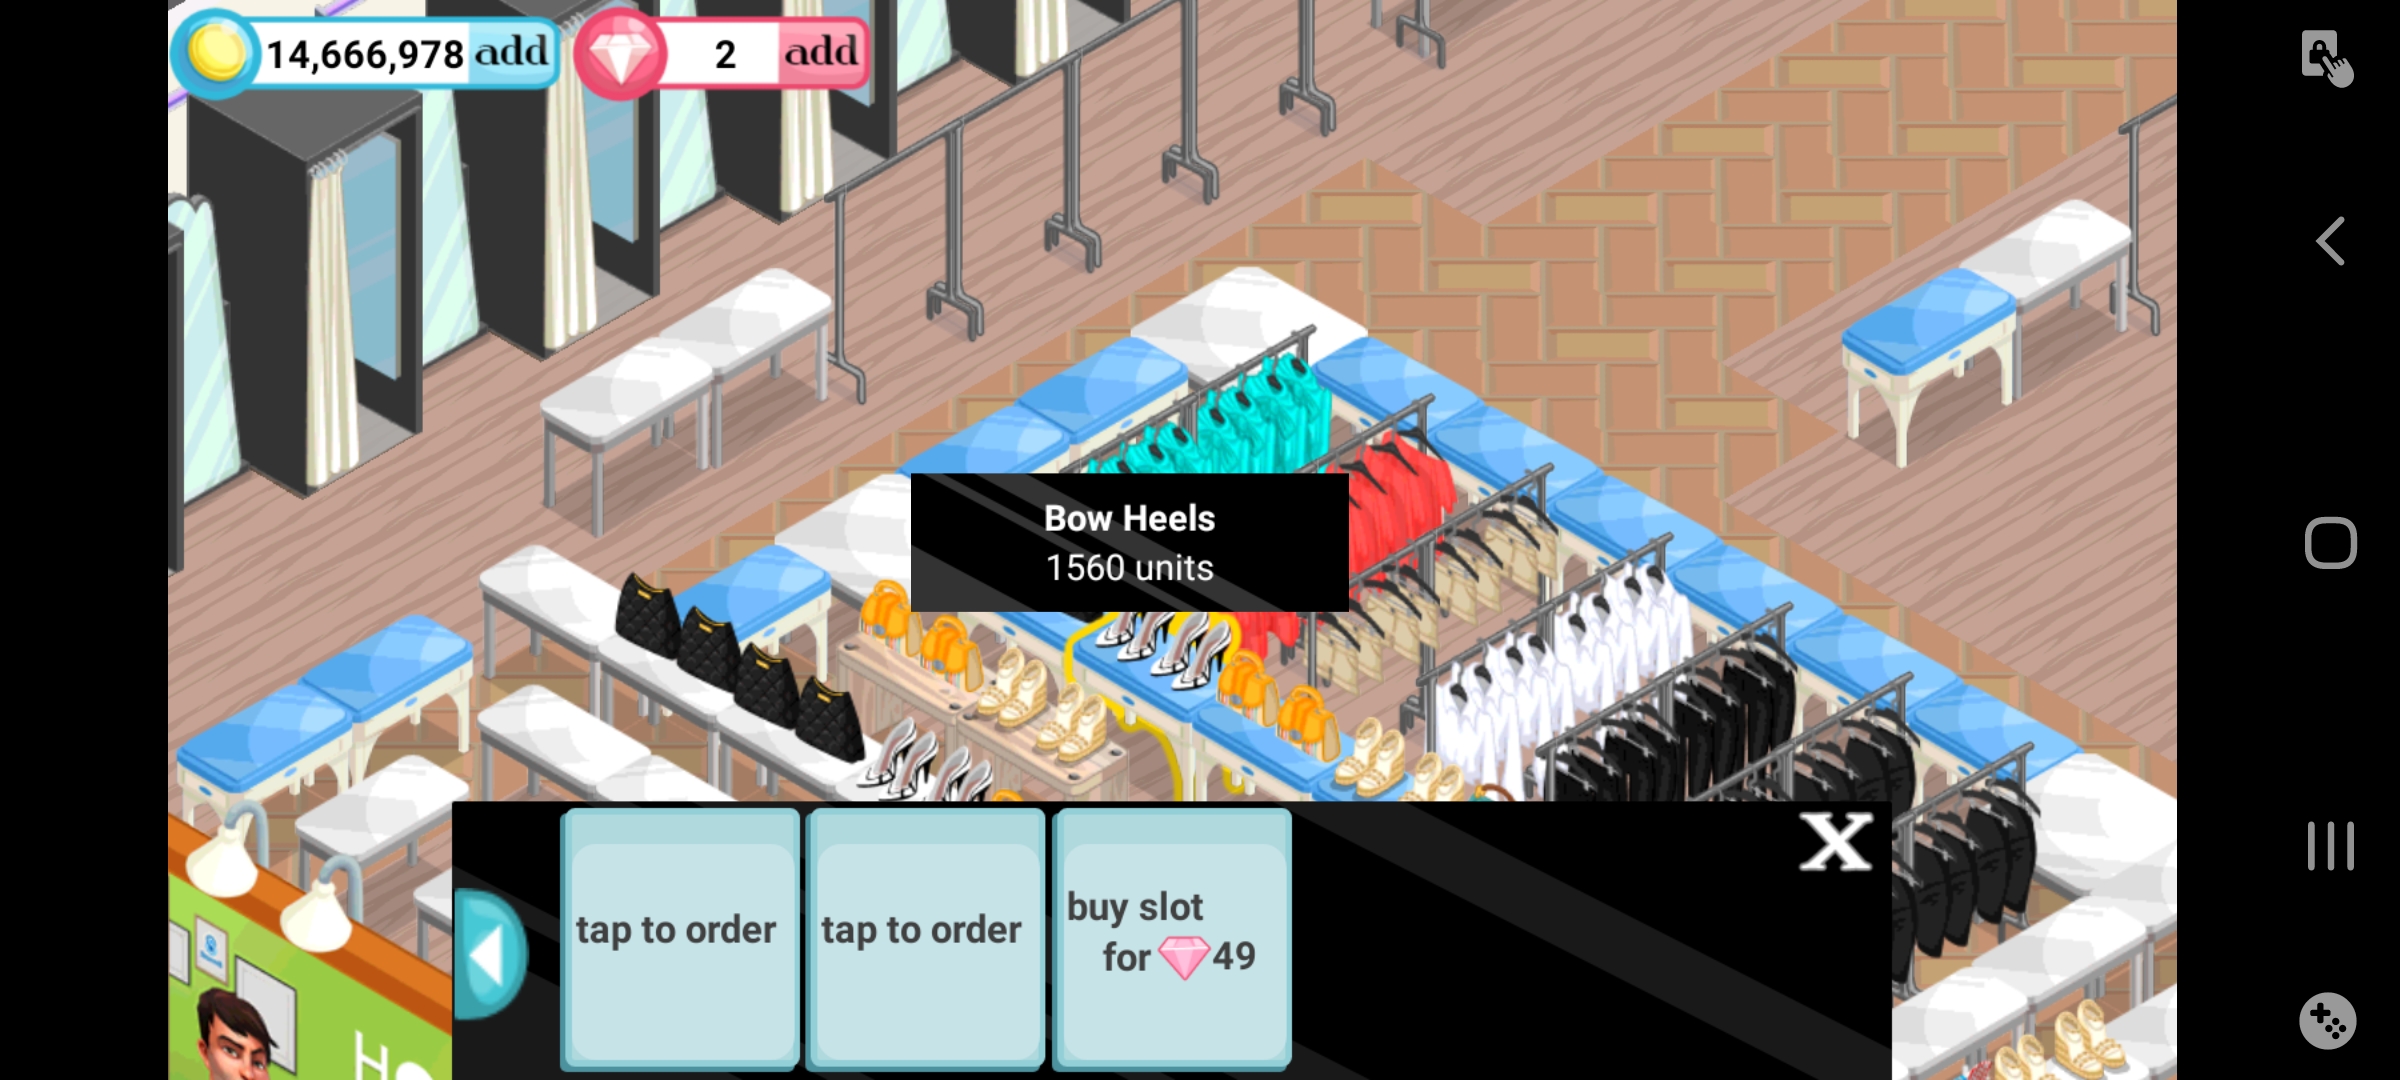 14,666,978 add
2 add
Bow Heels
1560 units
tap to order
tap to order
buy slot
for 49
X